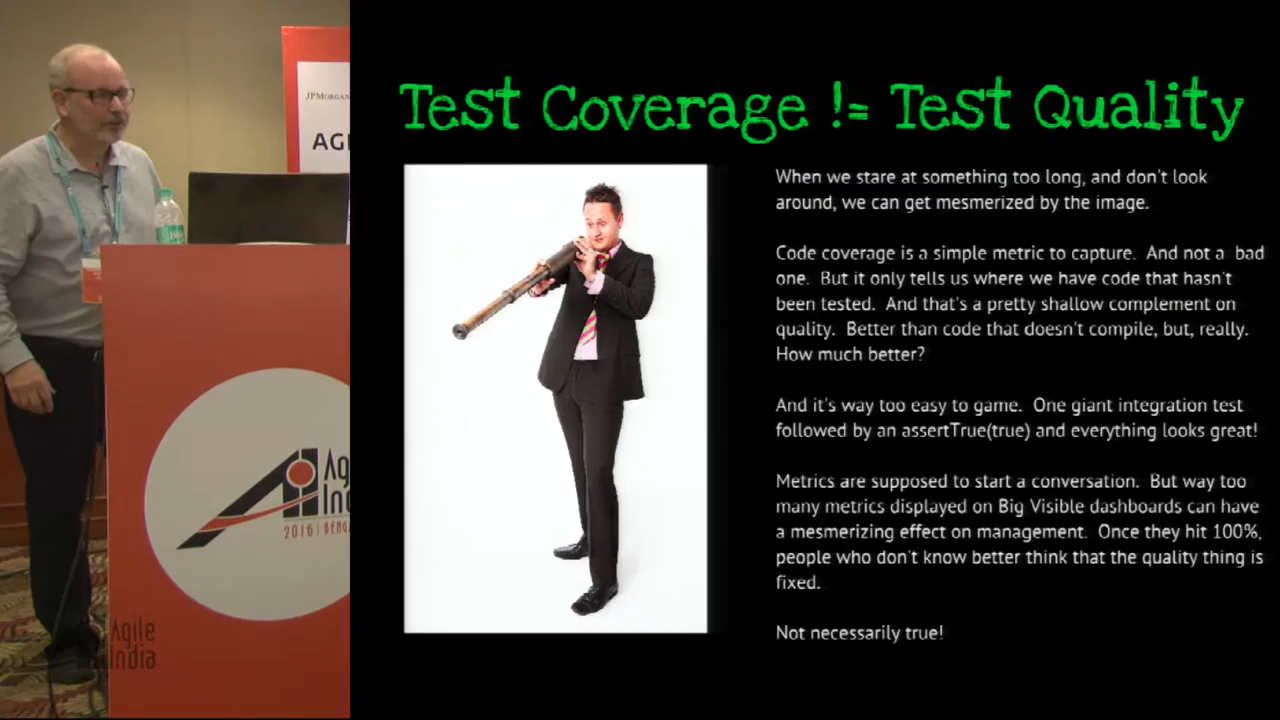 Test Coverage != Test Quality
When we stare at something too long, and don't look
around, we can get mesmerized by the image.
Code coverage is a simple metric to capture. And not a bad
one. But it only tells us where we have code that hasn't
been tested. And that's a pretty shallow complement on
quality. Better than code that doesn't compile, but, really.
How much better?
And it's way too easy to game. One giant integration test
followed by an assertTrue(true) and everything looks great!
Metrics are supposed to start a conversation. But way too
many metrics displayed on Big Visible dashboards can have
a mesmerizing effect on management. Once they hit 100%,
people who don't know better think that the quality thing is
fixed.
Not necessarily true!
JPMORGAN
AGI
Ag
Ind
2016 | BENGA
Agile
India